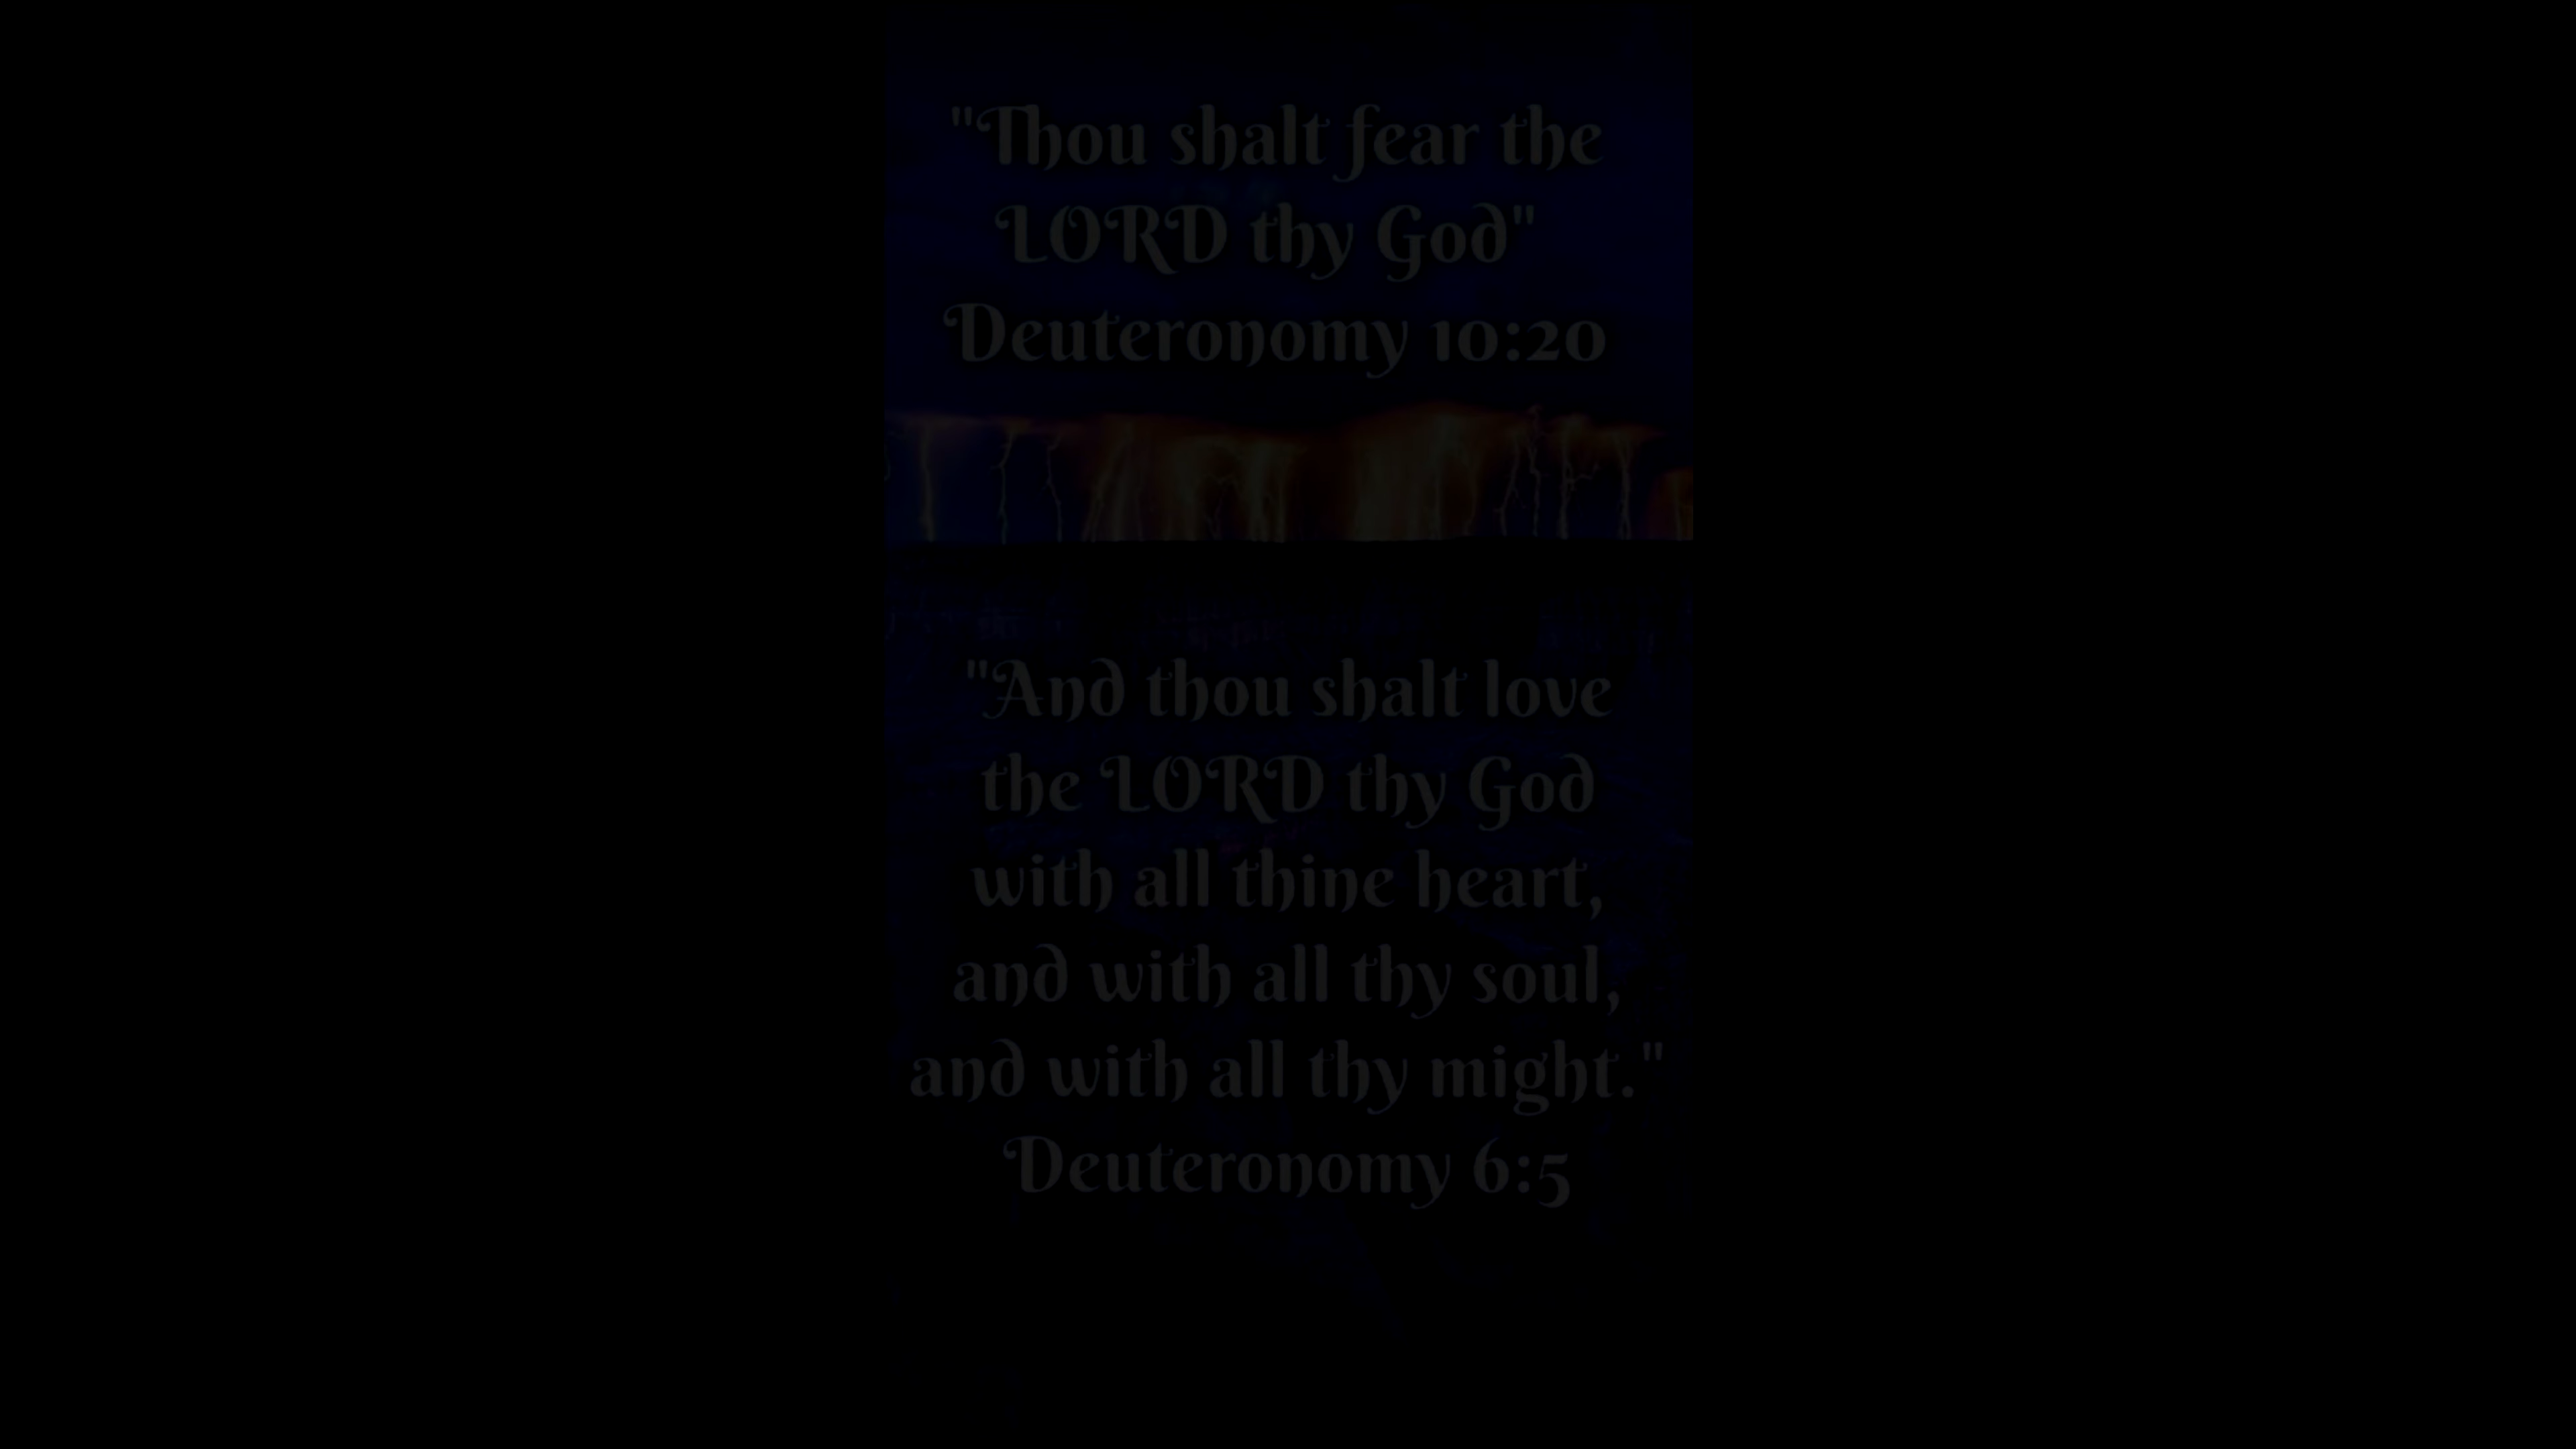 "Thou shalt fear the
LORD thy God"
Deuteronomy 10:20
"And thou shalt love
the LORD thy God
with all thine heart,
and with all thy soul,
and with all thy might."
Deuteronomy 6:5